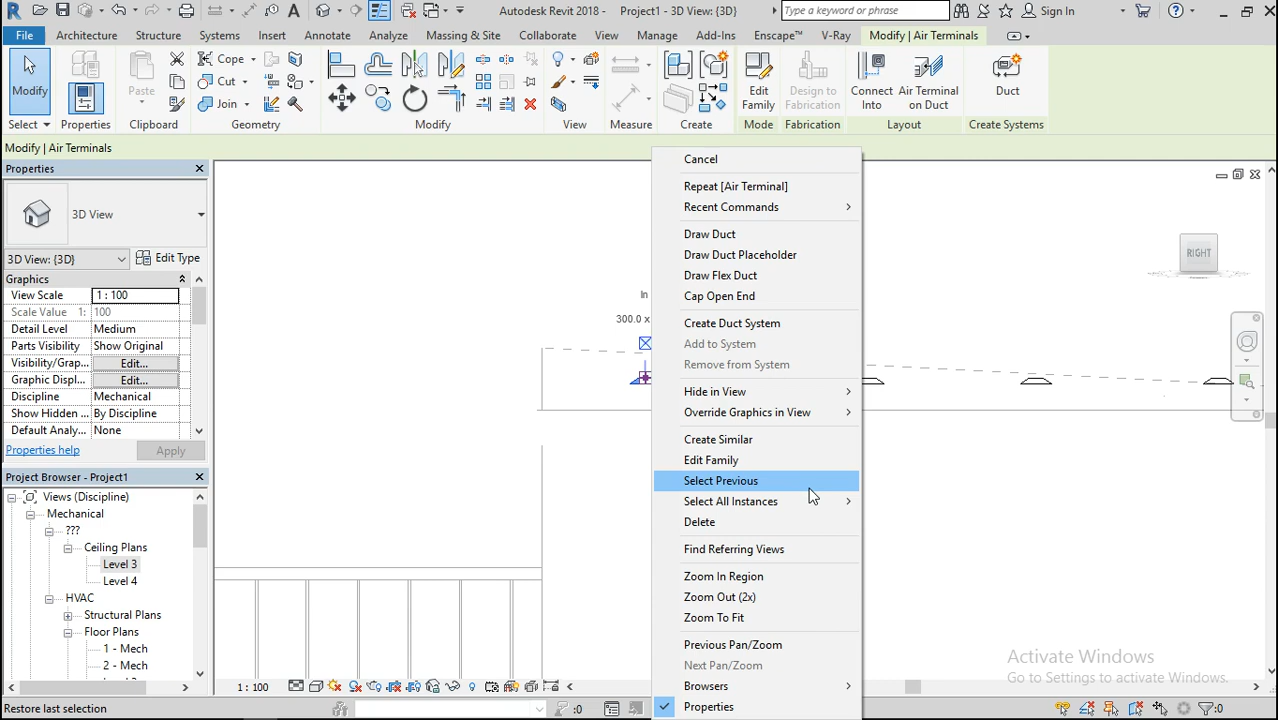 Autodesk Revit 2018 - Project1 - 3D View: {3D}
Type a keyword or phrase
Sign In
File Architecture Structure Systems Insert Annotate Analyze Massing & Site Collaborate View Manage Add-Ins Enscape™ V-Ray Modify | Air Terminals
Modify
Paste
Cope
Cut
Join
Edit Family
Design to Fabrication
Connect Into
Air Terminal on Duct
Duct
Select Properties Clipboard Geometry Modify View Measure Create Mode Fabrication Layout Create Systems
Modify | Air Terminals
Properties
3D View
3D View: {3D}
Edit Type
Graphics
View Scale 1 : 100
Scale Value 1: 100
Detail Level Medium
Parts Visibility Show Original
Visibility/Grap... Edit...
Graphic Displ... Edit...
Discipline Mechanical
Show Hidden ... By Discipline
Default Analy... None
Properties help
Apply
Project Browser - Project1
Views (Discipline)
Mechanical
???
Ceiling Plans
Level 3
Level 4
HVAC
Structural Plans
Floor Plans
1 - Mech
2 - Mech
In
300.0 x
RIGHT
Cancel
Repeat [Air Terminal]
Recent Commands
Draw Duct
Draw Duct Placeholder
Draw Flex Duct
Cap Open End
Create Duct System
Add to System
Remove from System
Hide in View
Override Graphics in View
Create Similar
Edit Family
Select Previous
Select All Instances
Delete
Find Referring Views
Zoom In Region
Zoom Out (2x)
Zoom To Fit
Previous Pan/Zoom
Next Pan/Zoom
Browsers
Properties
Activate Windows
Go to Settings to activate Windows.
1 : 100
Restore last selection
:0
:0